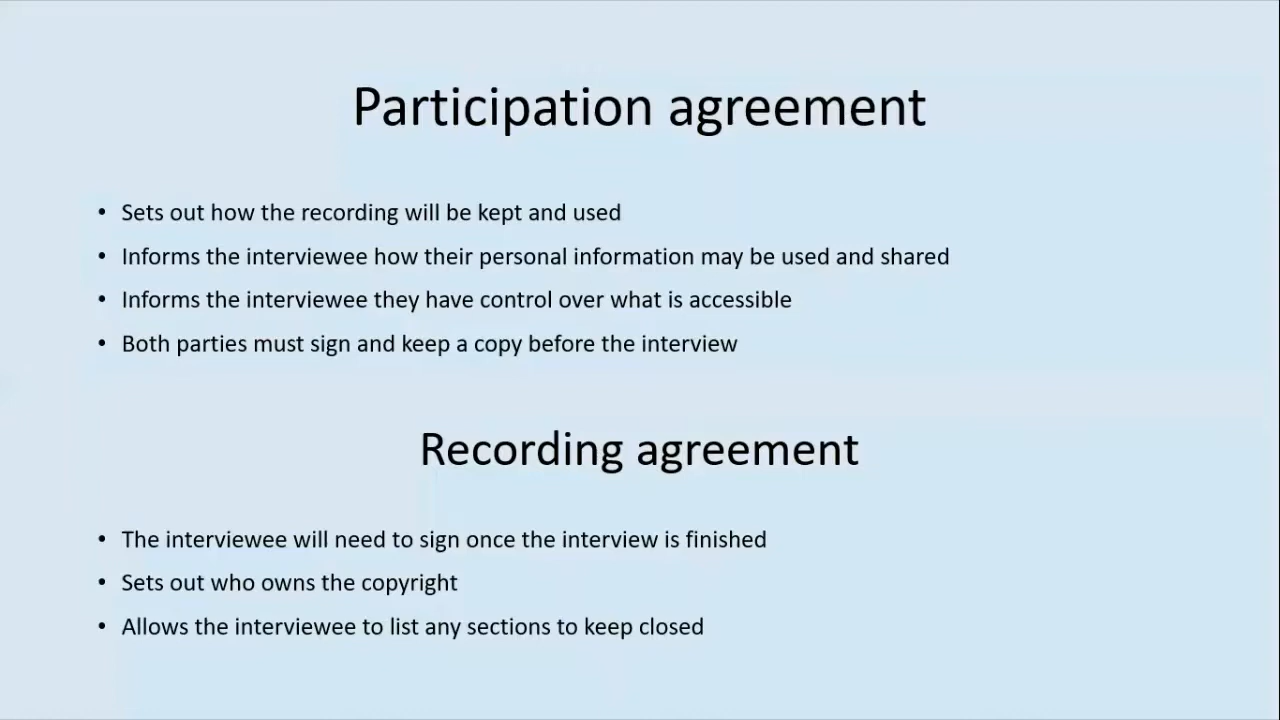 Participation agreement
• Sets out how the recording will be kept and used
• Informs the interviewee how their personal information may be used and shared
• Informs the interviewee they have control over what is accessible
• Both parties must sign and keep a copy before the interview
Recording agreement
• The interviewee will need to sign once the interview is finished
• Sets out who owns the copyright
• Allows the interviewee to list any sections to keep closed